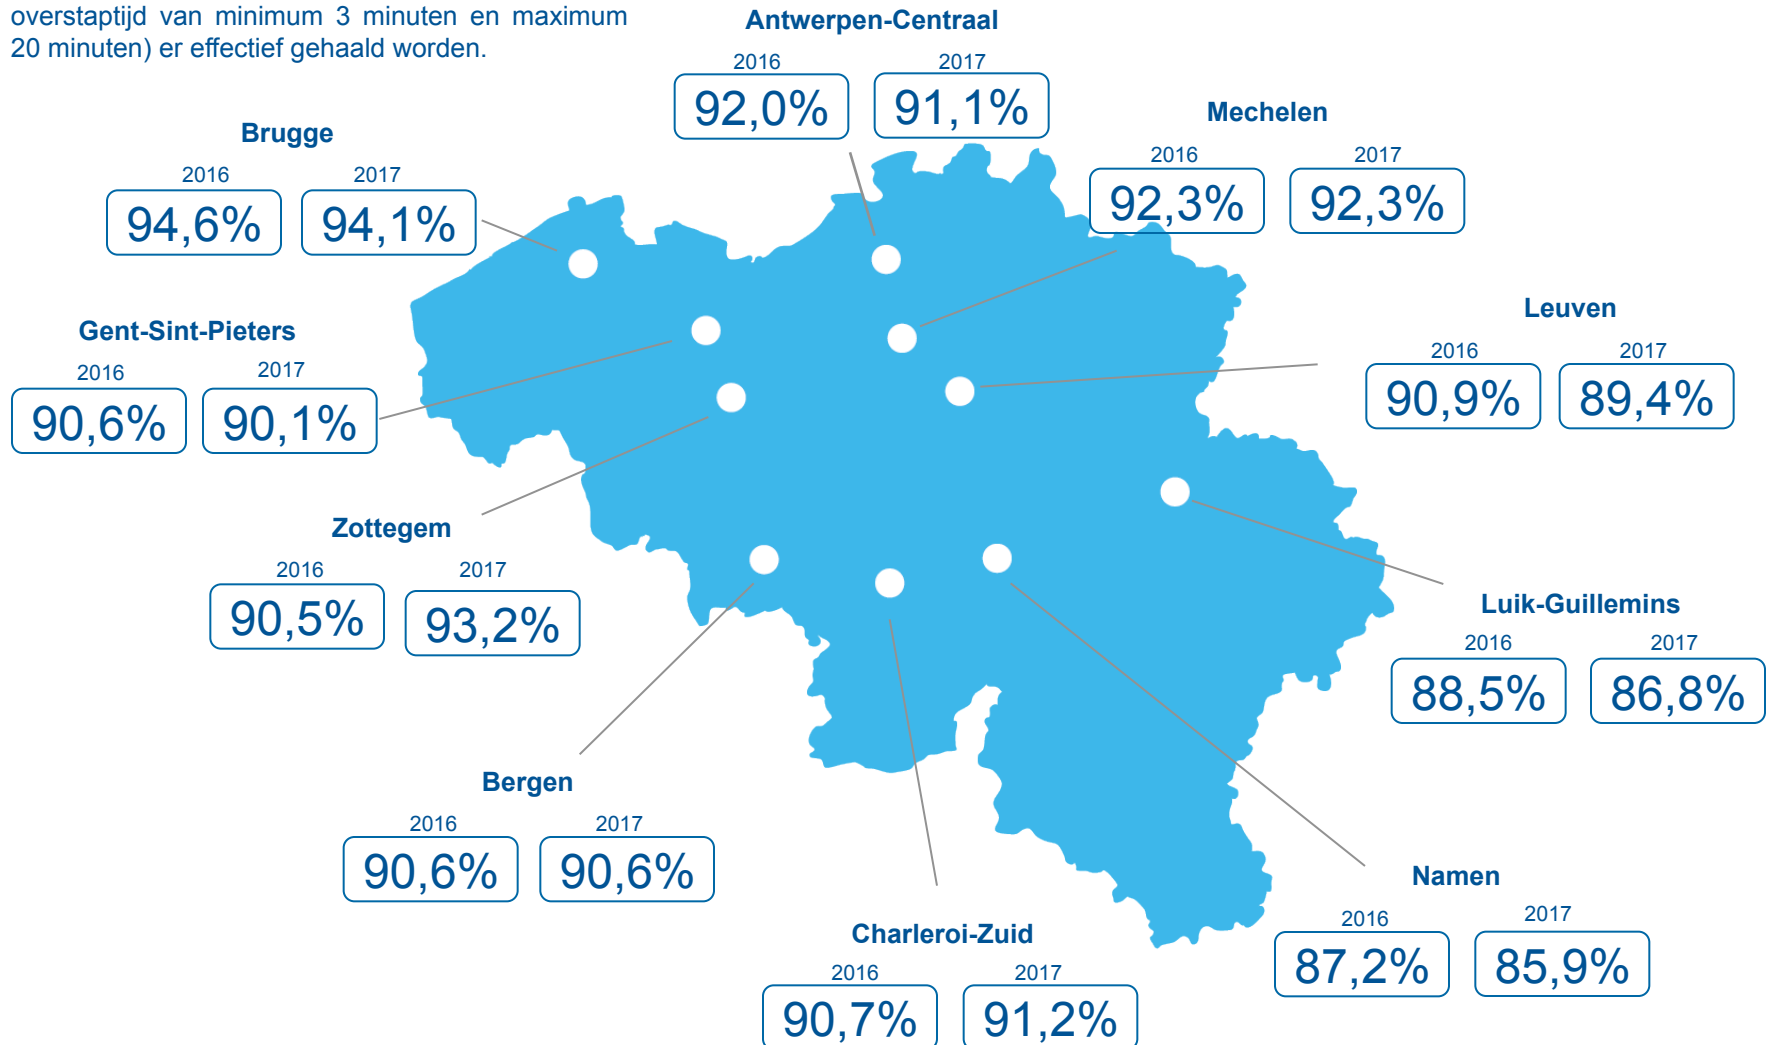 overstaptijd van minimum 3 minuten en maximum
20 minuten) er effectief gehaald worden.
Antwerpen-Centraal
2016 2017
92,0% 91,1%
Mechelen
2016 2017
92,3% 92,3%
Brugge
2016 2017
94,6% 94,1%
Leuven
2016 2017
90,9% 89,4%
Gent-Sint-Pieters
2016 2017
90,6% 90,1%
Zottegem
2016 2017
90,5% 93,2%
Luik-Guillemins
2016 2017
88,5% 86,8%
Bergen
2016 2017
90,6% 90,6%
Namen
2016 2017
87,2% 85,9%
Charleroi-Zuid
2016 2017
90,7% 91,2%